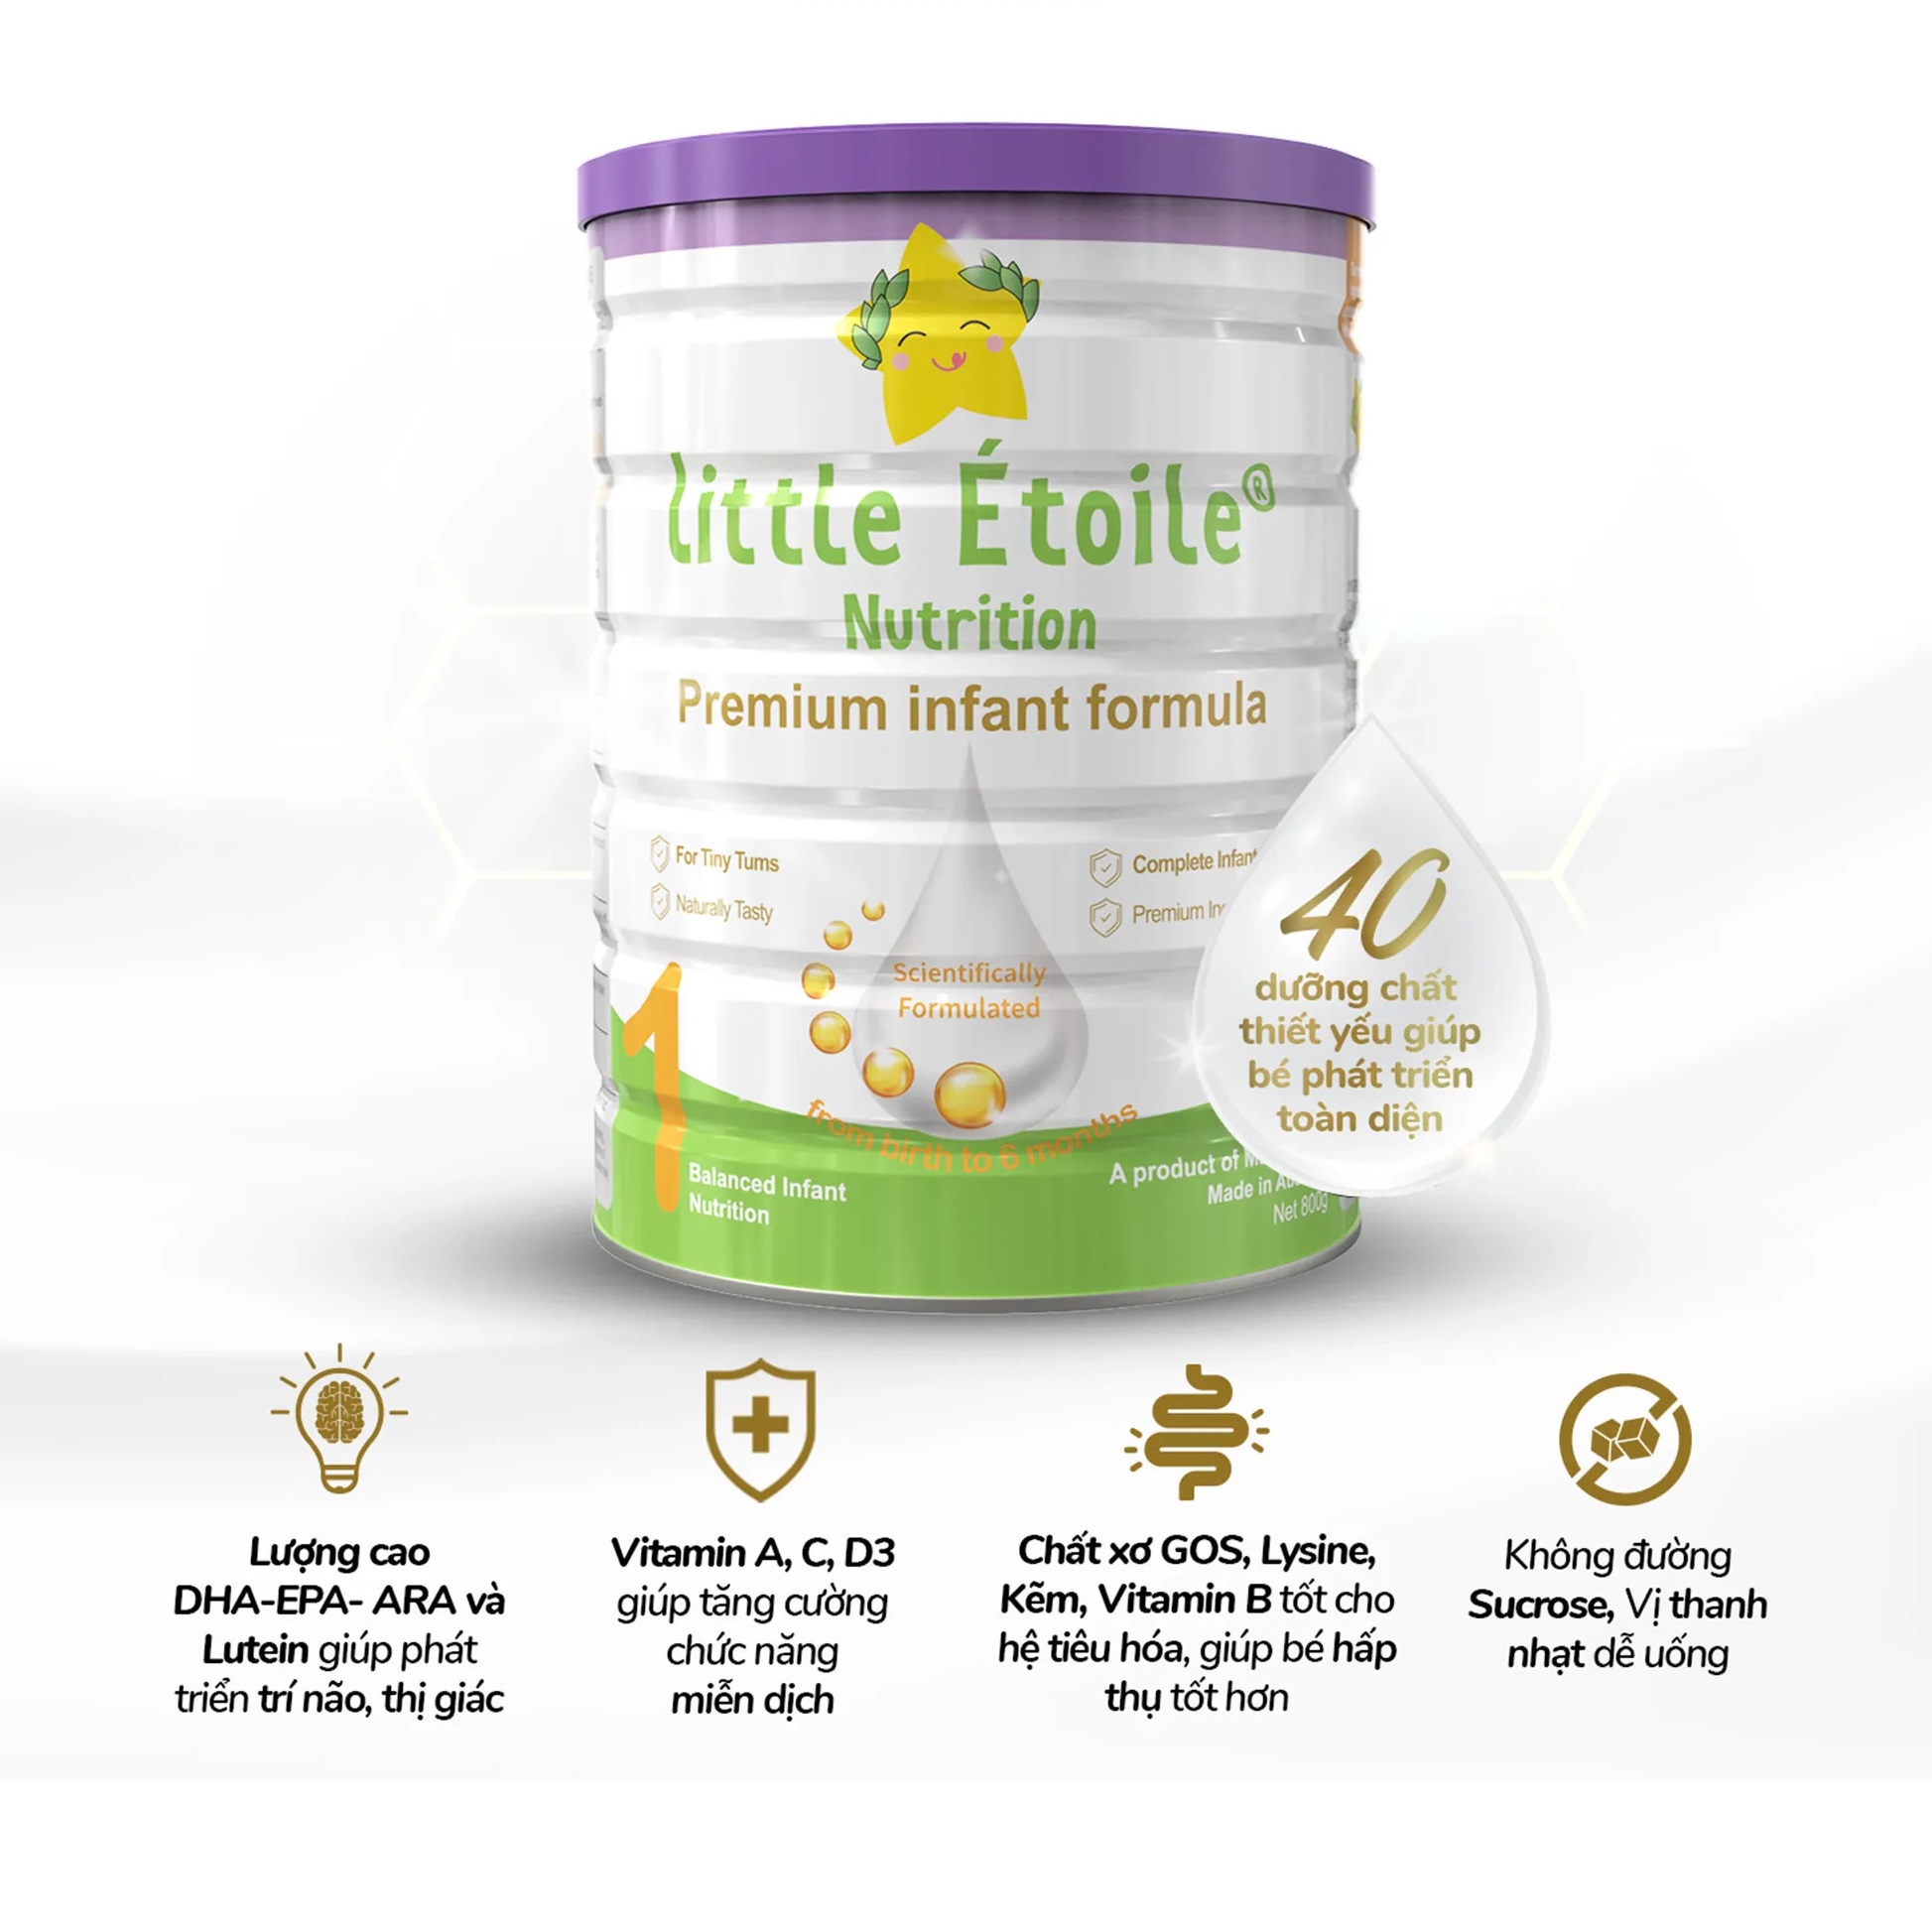 little Étoile®
Nutrition
Premium infant formula
For Tiny Tums
Naturally Tasty
Complete Infant
Premium
Scientifically
Formulated
from birth to 6 months
1
Balanced Infant
Nutrition
A product of
Made in
Net 800g
40
dưỡng chất
thiết yếu giúp
bé phát triển
toàn diện
Lượng cao
DHA-EPA- ARA và
Lutein giúp phát
triển trí não, thị giác
Vitamin A, C, D3
giúp tăng cường
chức năng
miễn dịch
Chất xơ GOS, Lysine,
Kẽm, Vitamin B tốt cho
hệ tiêu hóa, giúp bé hấp
thụ tốt hơn
Không đường
Sucrose, Vị thanh
nhạt dễ uống